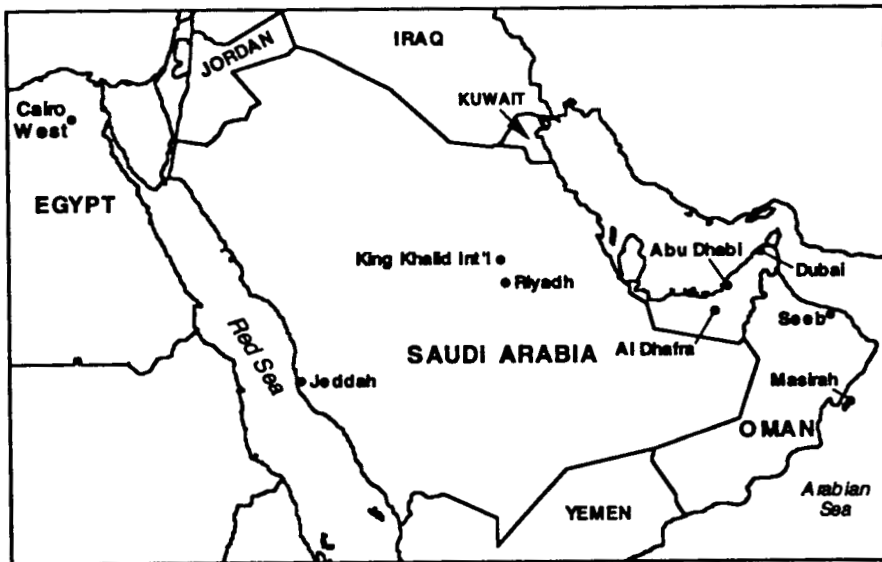 IRAQ
JORDAN
KUWAIT
Cairo
West
EGYPT
King Khalid Int'l
Riyadh
Abu Dhabi
Dubai
Seeb
Al Dhafra
Red Sea
SAUDI ARABIA
Jeddah
Masirah
OMAN
YEMEN
Arabian
Sea